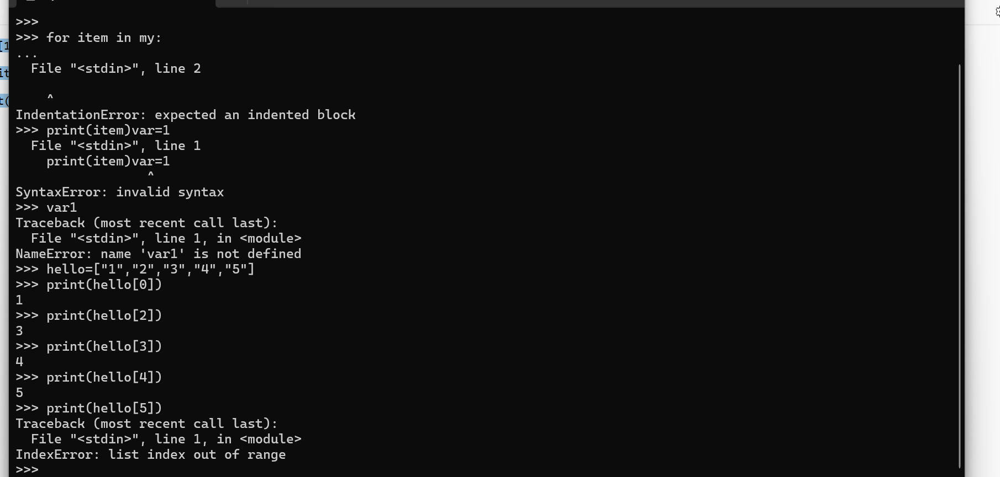 >>>
>>> for item in my:
...
  File "<stdin>", line 2

    ^
IndentationError: expected an indented block
>>> print(item)var=1
  File "<stdin>", line 1
    print(item)var=1
                 ^
SyntaxError: invalid syntax
>>> var1
Traceback (most recent call last):
  File "<stdin>", line 1, in <module>
NameError: name 'var1' is not defined
>>> hello=["1","2","3","4","5"]
>>> print(hello[0])
1
>>> print(hello[2])
3
>>> print(hello[3])
4
>>> print(hello[4])
5
>>> print(hello[5])
Traceback (most recent call last):
  File "<stdin>", line 1, in <module>
IndexError: list index out of range
>>>
[1
it
t(